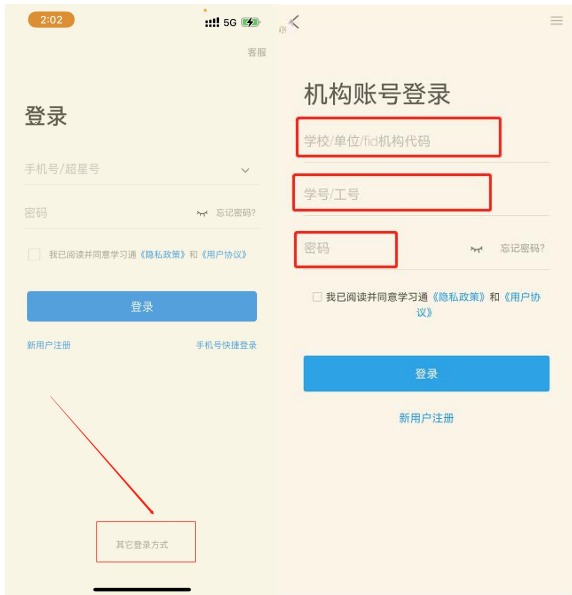 2:02
5G
客服
登录
手机号/超星号
密码
忘记密码?
我已阅读并同意学习通《隐私政策》和《用户协议》
登录
新用户注册
手机号快捷登录
其它登录方式
机构账号登录
学校/单位/fid机构代码
学号/工号
密码
忘记密码?
我已阅读并同意学习通《隐私政策》和《用户协
议》
登录
新用户注册